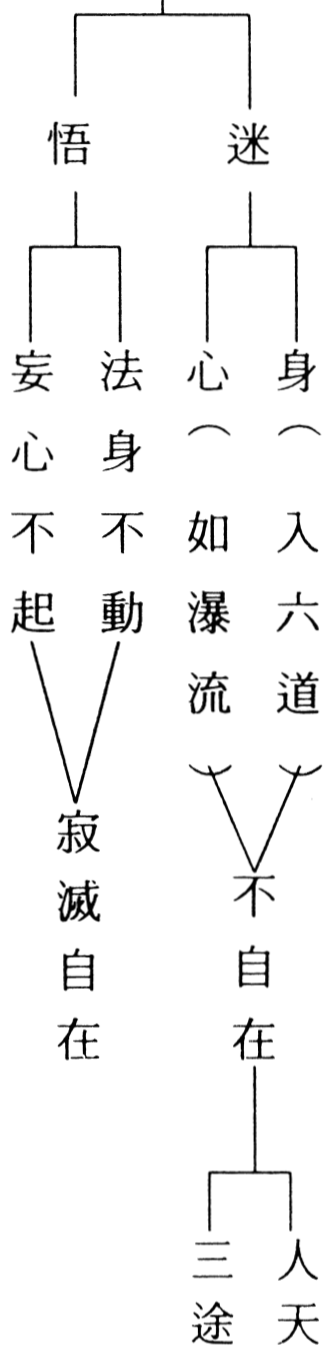 迷
身（入六道）
心（如瀑流）
不自在
人天
三途
悟
法身不動
妄心不起
寂滅自在